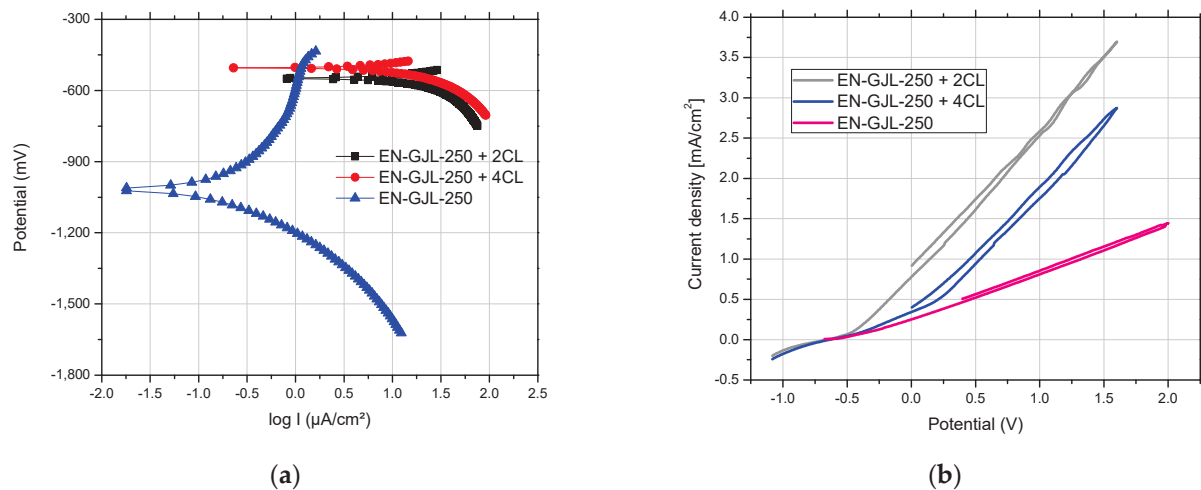 -300
-600
-900
-1,200
-1,500
-1.800
Potential (mV)
EN-GJL-250 + 2CL
EN-GJL-250 + 4CL
EN-GJL-250
-2.0 -1.5 -1.0 -0.5 0.0 0.5 1.0 1.5 2.0 2.5
log I (µA/cm²)
(a)
4.0
3.5
3.0
2.5
2.0
1.5
1.0
0.5
0.0
-0.5
Current density [mA/cm²]
EN-GJL-250 + 2CL
EN-GJL-250 + 4CL
EN-GJL-250
-1.0 -0.5 0.0 0.5 1.0 1.5 2.0
Potential (V)
(b)